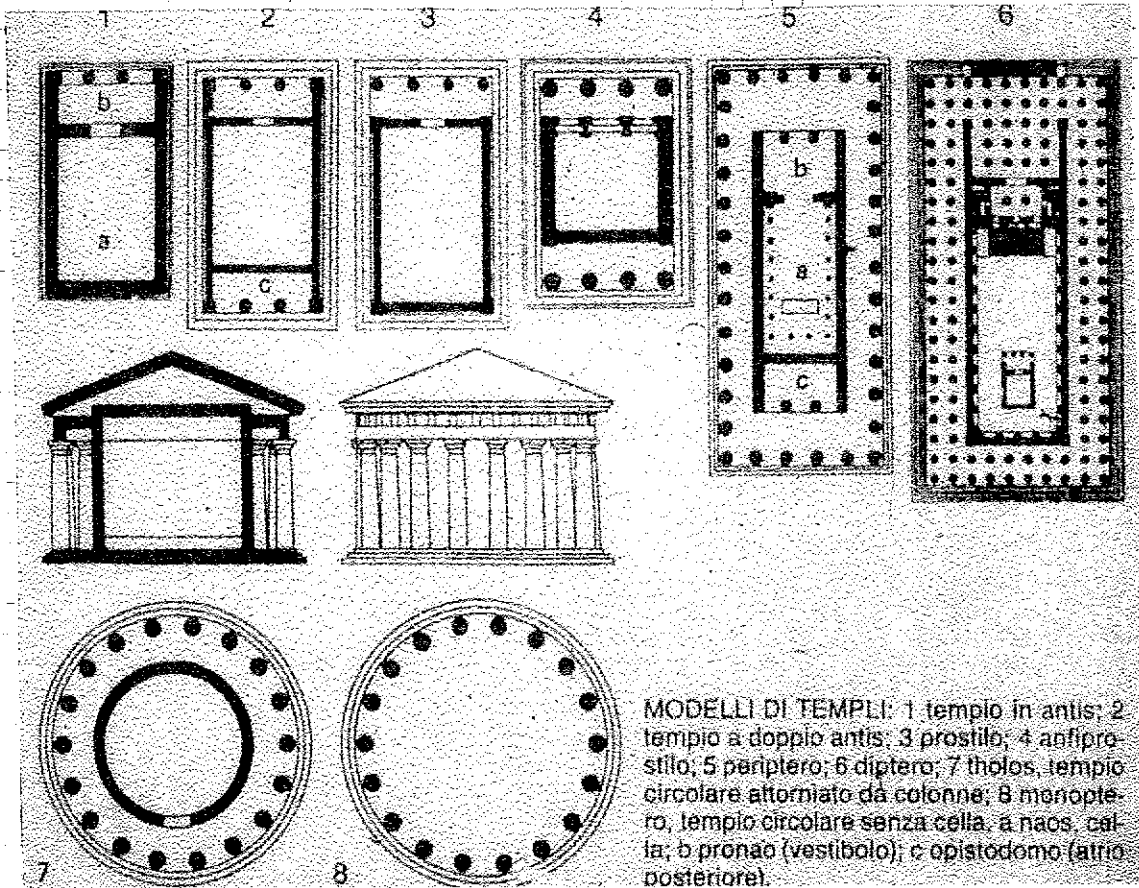 1 2 3 4 5 6
b
a
c
b
a
c
7 8
MODELLI DI TEMPLI: 1 tempio in antis; 2
tempio a doppio antis; 3 prostilo; 4 anfipro-
stilo; 5 periptero; 6 diptero; 7 tholos, tempio
circolare attorniato da colonne; 8 monopte-
ro, tempio circolare senza cella. a naos, cel-
la; b pronao (vestibolo); c opistodomo (atrio
posteriore).